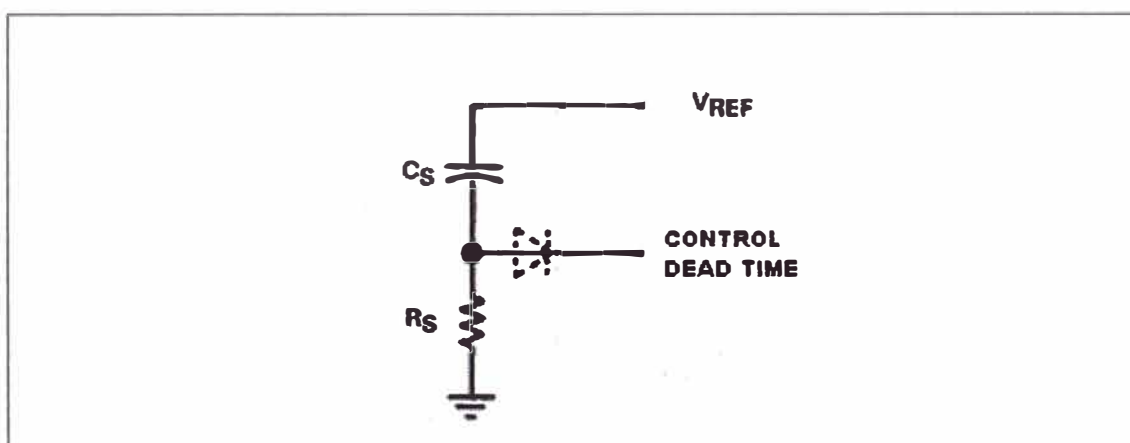 VREF
CS
CONTROL
DEAD TIME
RS